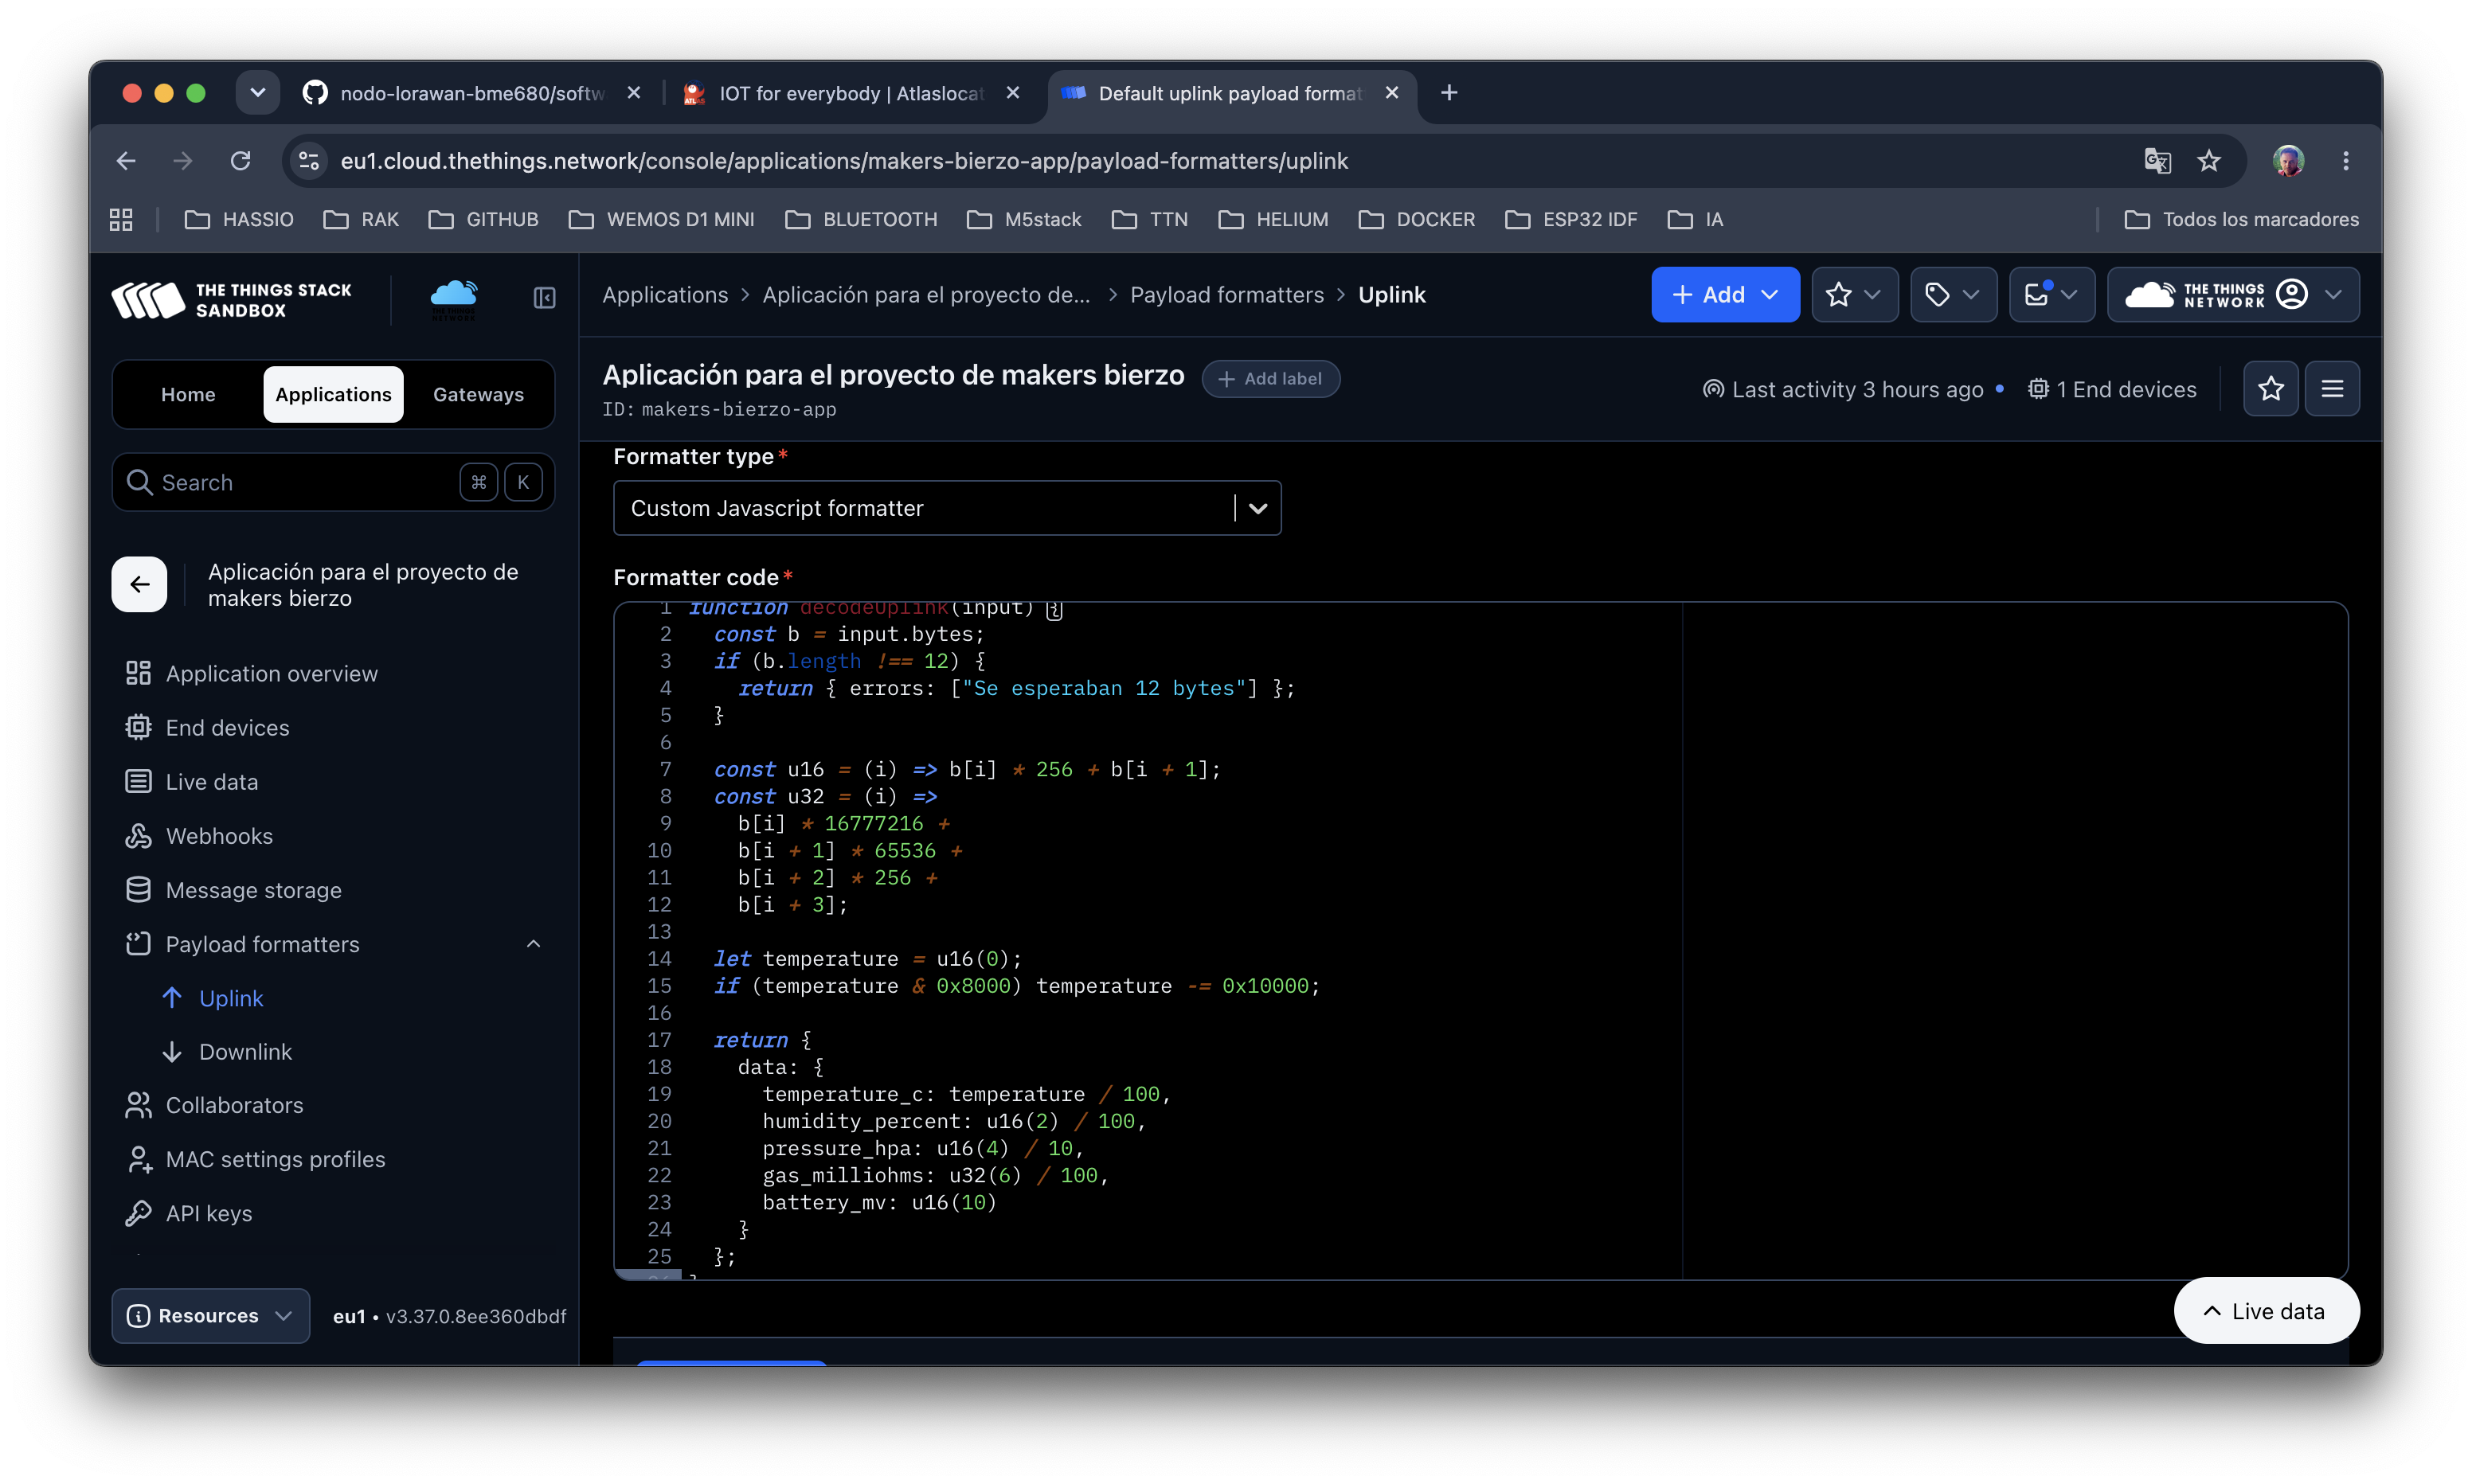 nodo-lorawan-bme680/softw
IOT for everybody | Atlaslocat
Default uplink payload format
eu1.cloud.thethings.network/console/applications/makers-bierzo-app/payload-formatters/uplink
HASSIO
RAK
GITHUB
WEMOS D1 MINI
BLUETOOTH
M5stack
TTN
HELIUM
DOCKER
ESP32 IDF
IA
Todos los marcadores
THE THINGS STACK
SANDBOX
THE THINGS
NETWORK
Applications > Aplicación para el proyecto de... > Payload formatters > Uplink
+ Add
THE THINGS
NETWORK
Home
Applications
Gateways
Aplicación para el proyecto de makers bierzo
+ Add label
ID: makers-bierzo-app
Last activity 3 hours ago
1 End devices
Search
⌘
K
Aplicación para el proyecto de
makers bierzo
Application overview
End devices
Live data
Webhooks
Message storage
Payload formatters
Uplink
Downlink
Collaborators
MAC settings profiles
API keys
Resources
eu1 • v3.37.0.8ee360dbdf
Formatter type*
Custom Javascript formatter
Formatter code*
1 function decodeUplink(input) {
2   const b = input.bytes;
3   if (b.length !== 12) {
4     return { errors: ["Se esperaban 12 bytes"] };
5   }
6
7   const u16 = (i) => b[i] * 256 + b[i + 1];
8   const u32 = (i) =>
9     b[i] * 16777216 +
10     b[i + 1] * 65536 +
11     b[i + 2] * 256 +
12     b[i + 3];
13
14   let temperature = u16(0);
15   if (temperature & 0x8000) temperature -= 0x10000;
16
17   return {
18     data: {
19       temperature_c: temperature / 100,
20       humidity_percent: u16(2) / 100,
21       pressure_hpa: u16(4) / 10,
22       gas_milliohms: u32(6) / 100,
23       battery_mv: u16(10)
24     }
25   };
Live data